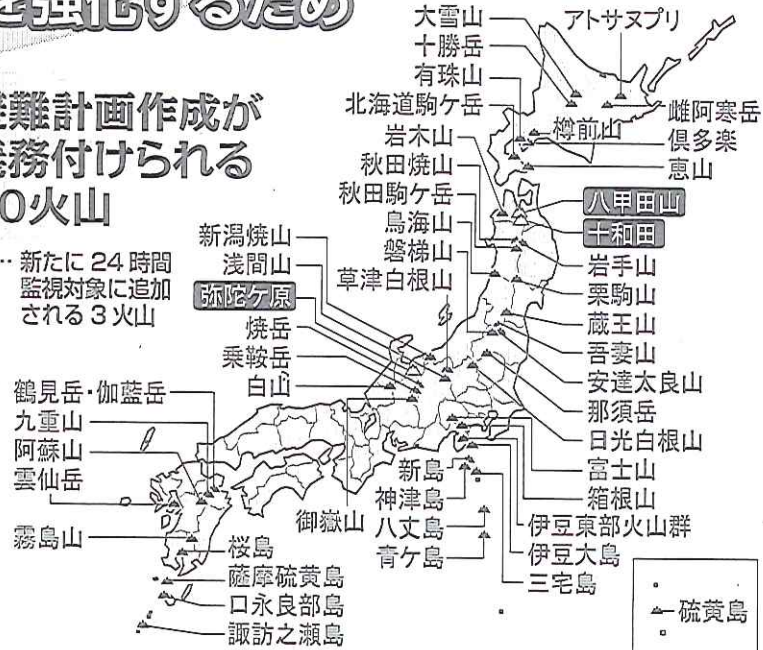 を強化するため
難計画作成が
務付けられる
0火山
… 新たに 24 時間
監視対象に追加
される 3 火山
大雪山
アトサヌプリ
十勝岳
有珠山
北海道駒ケ岳
雌阿寒岳
樽前山
倶多楽
恵山
岩木山
秋田焼山
秋田駒ケ岳
鳥海山
磐梯山
草津白根山
八甲田山
十和田
岩手山
栗駒山
蔵王山
吾妻山
安達太良山
那須岳
日光白根山
富士山
箱根山
伊豆東部火山群
伊豆大島
三宅島
新潟焼山
浅間山
弥陀ケ原
焼岳
乗鞍岳
白山
御嶽山
新島
神津島
八丈島
青ケ島
鶴見岳・伽藍岳
九重山
阿蘇山
雲仙岳
霧島山
桜島
薩摩硫黄島
口永良部島
諏訪之瀬島
硫黄島